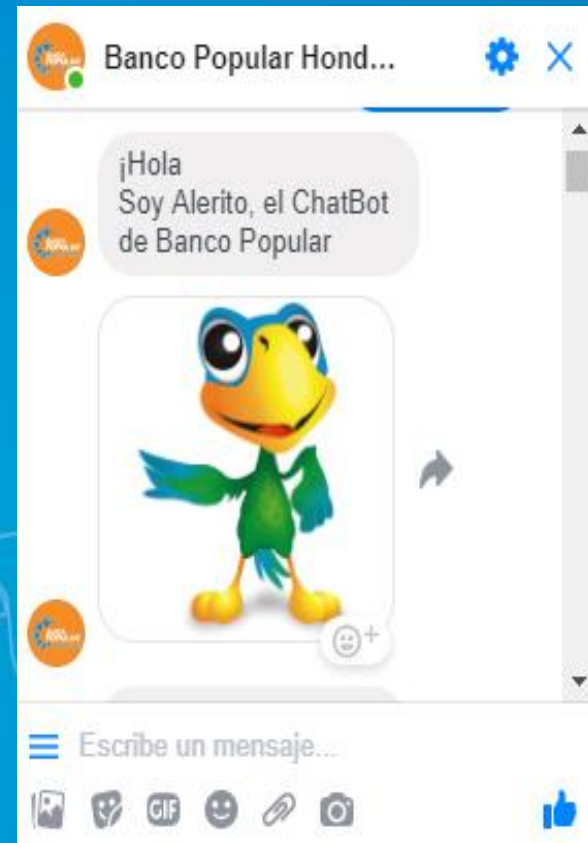 Banco Popular Hond...
¡Hola
Soy Alerito, el ChatBot
de Banco Popular
Escribe un mensaje...
GIF